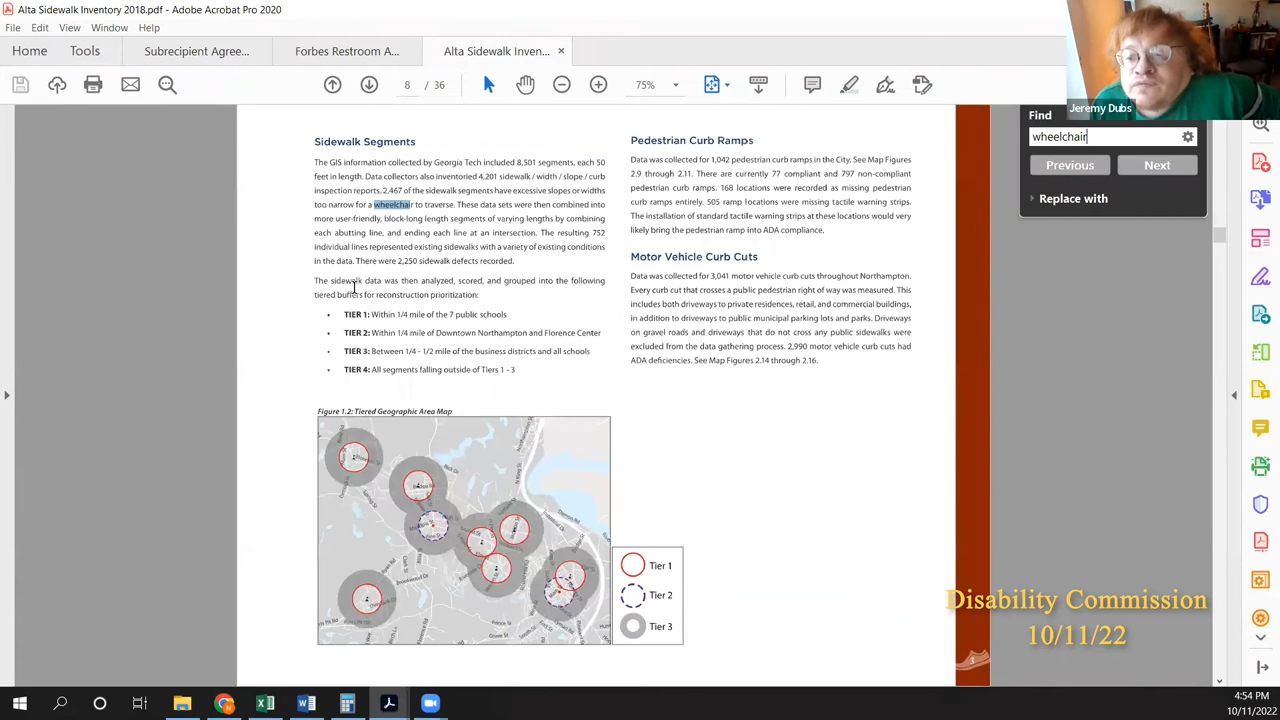 Alta Sidewalk Inventory 2018.pdf - Adobe Acrobat Pro 2020
File Edit View Window Help
Home Tools Subrecipient Agree... Forbes Restroom A... Alta Sidewalk Inven... ×
8 / 36 75%
Jeremy Dubs
Find
wheelchair
Previous Next
Replace with
Sidewalk Segments
The GIS information collected by Georgia Tech included 8,501 segments, each 50
feet in length. Data collectors also inventoried 4,201 sidewalk / width / slope / curb
inspection reports. 2,467 of the sidewalk segments have excessive slopes or widths
too narrow for a wheelchair to traverse. These data sets were then combined into
more user-friendly, block-long length segments of varying lengths by combining
each abutting line, and ending each line at an intersection. The resulting 752
individual lines represented existing sidewalks with a variety of existing conditions
in the data. There were 2,250 sidewalk defects recorded.
The sidewalk data was then analyzed, scored, and grouped into the following
tiered buffers for reconstruction prioritization:
• TIER 1: Within 1/4 mile of the 7 public schools
• TIER 2: Within 1/4 mile of Downtown Northampton and Florence Center
• TIER 3: Between 1/4 - 1/2 mile of the business districts and all schools
• TIER 4: All segments falling outside of Tiers 1 - 3
Pedestrian Curb Ramps
Data was collected for 1,042 pedestrian curb ramps in the City. See Map Figures
2.9 through 2.11. There are currently 77 compliant and 797 non-compliant
pedestrian curb ramps. 168 locations were recorded as missing pedestrian
curb ramps entirely. 505 ramp locations were missing tactile warning strips.
The installation of standard tactile warning strips at these locations would very
likely bring the pedestrian ramp into ADA compliance.
Motor Vehicle Curb Cuts
Data was collected for 3,041 motor vehicle curb cuts throughout Northampton.
Every curb cut that crosses a public pedestrian right of way was measured. This
includes both driveways to private residences, retail, and commercial buildings,
in addition to driveways to public municipal parking lots and parks. Driveways
on gravel roads and driveways that do not cross any public sidewalks were
excluded from the data gathering process. 2,990 motor vehicle curb cuts had
ADA deficiencies. See Map Figures 2.14 through 2.16.
Figure 1.2: Tiered Geographic Area Map
Tier 1
Tier 2
Tier 3
Disability Commission
10/11/22
4:54 PM
10/11/2022